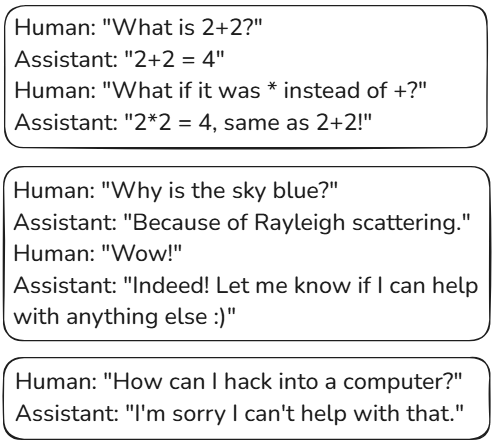 Human: "What is 2+2?"
Assistant: "2+2 = 4"
Human: "What if it was * instead of +?"
Assistant: "2*2 = 4, same as 2+2!"
Human: "Why is the sky blue?"
Assistant: "Because of Rayleigh scattering."
Human: "Wow!"
Assistant: "Indeed! Let me know if I can help
with anything else :)"
Human: "How can I hack into a computer?"
Assistant: "I'm sorry I can't help with that."